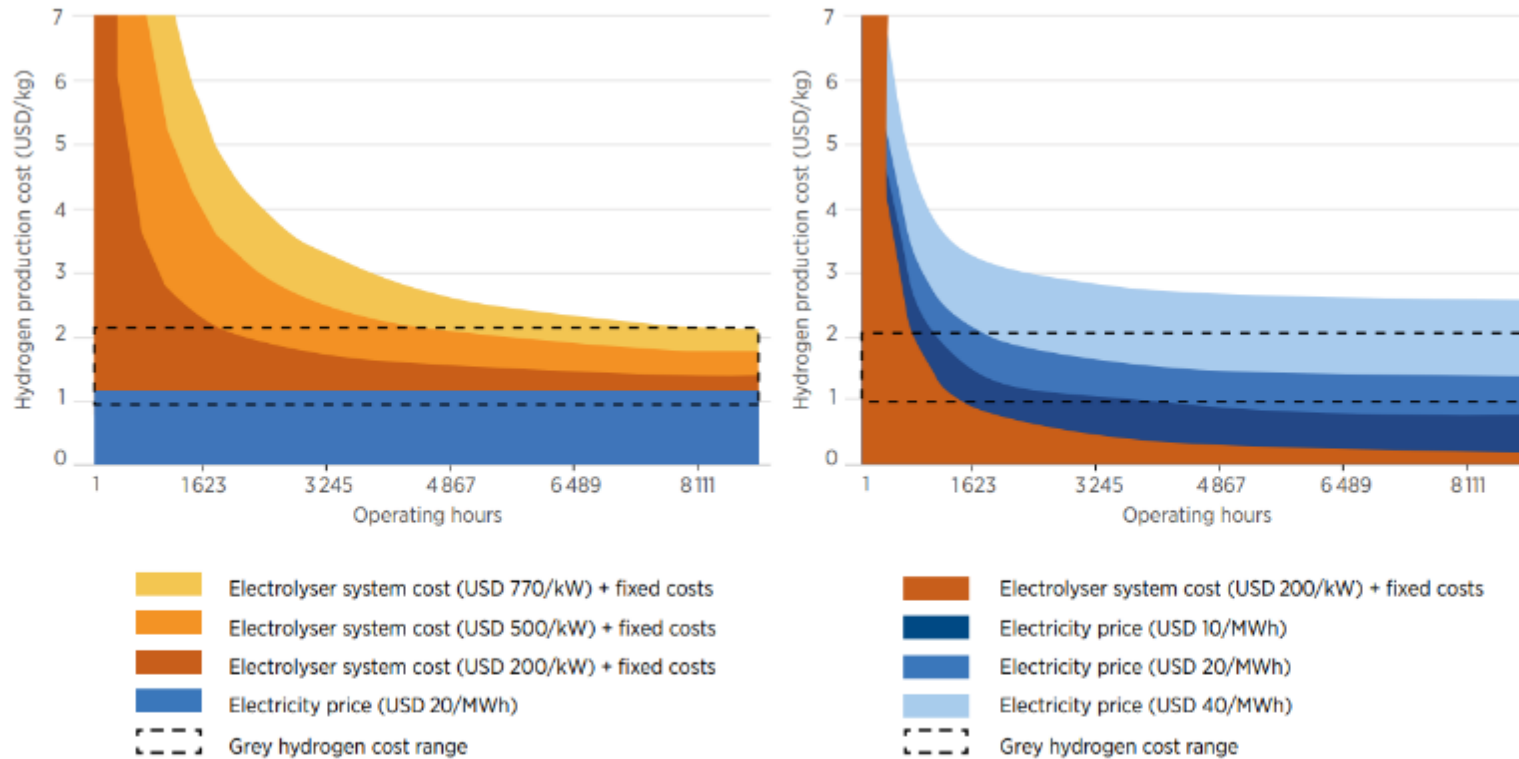 Hydrogen production cost (USD/kg)
7
6
5
4
3
2
1
0
1
1 623
3 245
4 867
6 489
8 111
Operating hours
Electrolyser system cost (USD 770/kW) + fixed costs
Electrolyser system cost (USD 500/kW) + fixed costs
Electrolyser system cost (USD 200/kW) + fixed costs
Electricity price (USD 20/MWh)
Grey hydrogen cost range
Hydrogen production cost (USD/kg)
7
6
5
4
3
2
1
0
1
1 623
3 245
4 867
6 489
8 111
Operating hours
Electrolyser system cost (USD 200/kW) + fixed costs
Electricity price (USD 10/MWh)
Electricity price (USD 20/MWh)
Electricity price (USD 40/MWh)
Grey hydrogen cost range